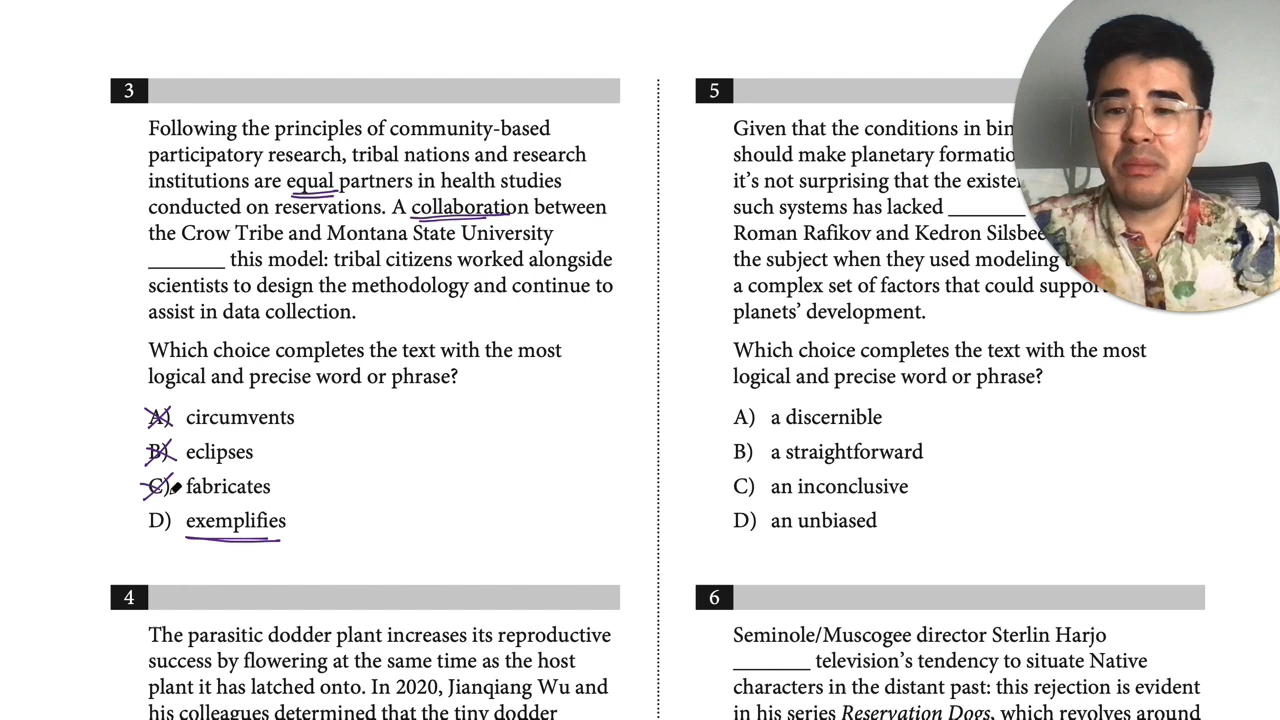 3
Following the principles of community-based
participatory research, tribal nations and research
institutions are equal partners in health studies
conducted on reservations. A collaboration between
the Crow Tribe and Montana State University
_______ this model: tribal citizens worked alongside
scientists to design the methodology and continue to
assist in data collection.
Which choice completes the text with the most
logical and precise word or phrase?
A) circumvents
B) eclipses
C) fabricates
D) exemplifies
4
The parasitic dodder plant increases its reproductive
success by flowering at the same time as the host
plant it has latched onto. In 2020, Jianqiang Wu and
his colleagues determined that the tiny dodder
5
Given that the conditions in
should make planetary
it's not surprising that the
such systems has lacked _______
Roman Rafikov and Kedron Silsbee
the subject when they used modeling
a complex set of factors that could
planets' development.
Which choice completes the text with the most
logical and precise word or phrase?
A) a discernible
B) a straightforward
C) an inconclusive
D) an unbiased
6
Seminole/Muscogee director Sterlin Harjo
_______ television's tendency to situate Native
characters in the distant past: this rejection is evident
in his series Reservation Dogs, which revolves around